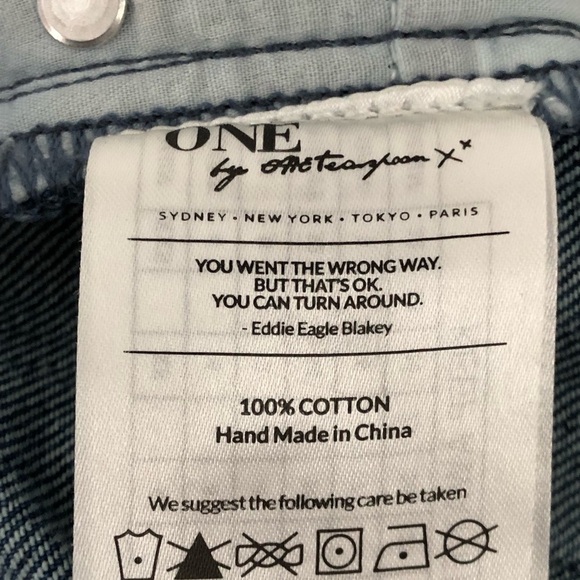 ONE
by ONEteaspoon x x
SYDNEY · NEW YORK · TOKYO · PARIS
YOU WENT THE WRONG WAY.
BUT THAT'S OK.
YOU CAN TURN AROUND.
- Eddie Eagle Blakey
100% COTTON
Hand Made in China
We suggest the following care be taken